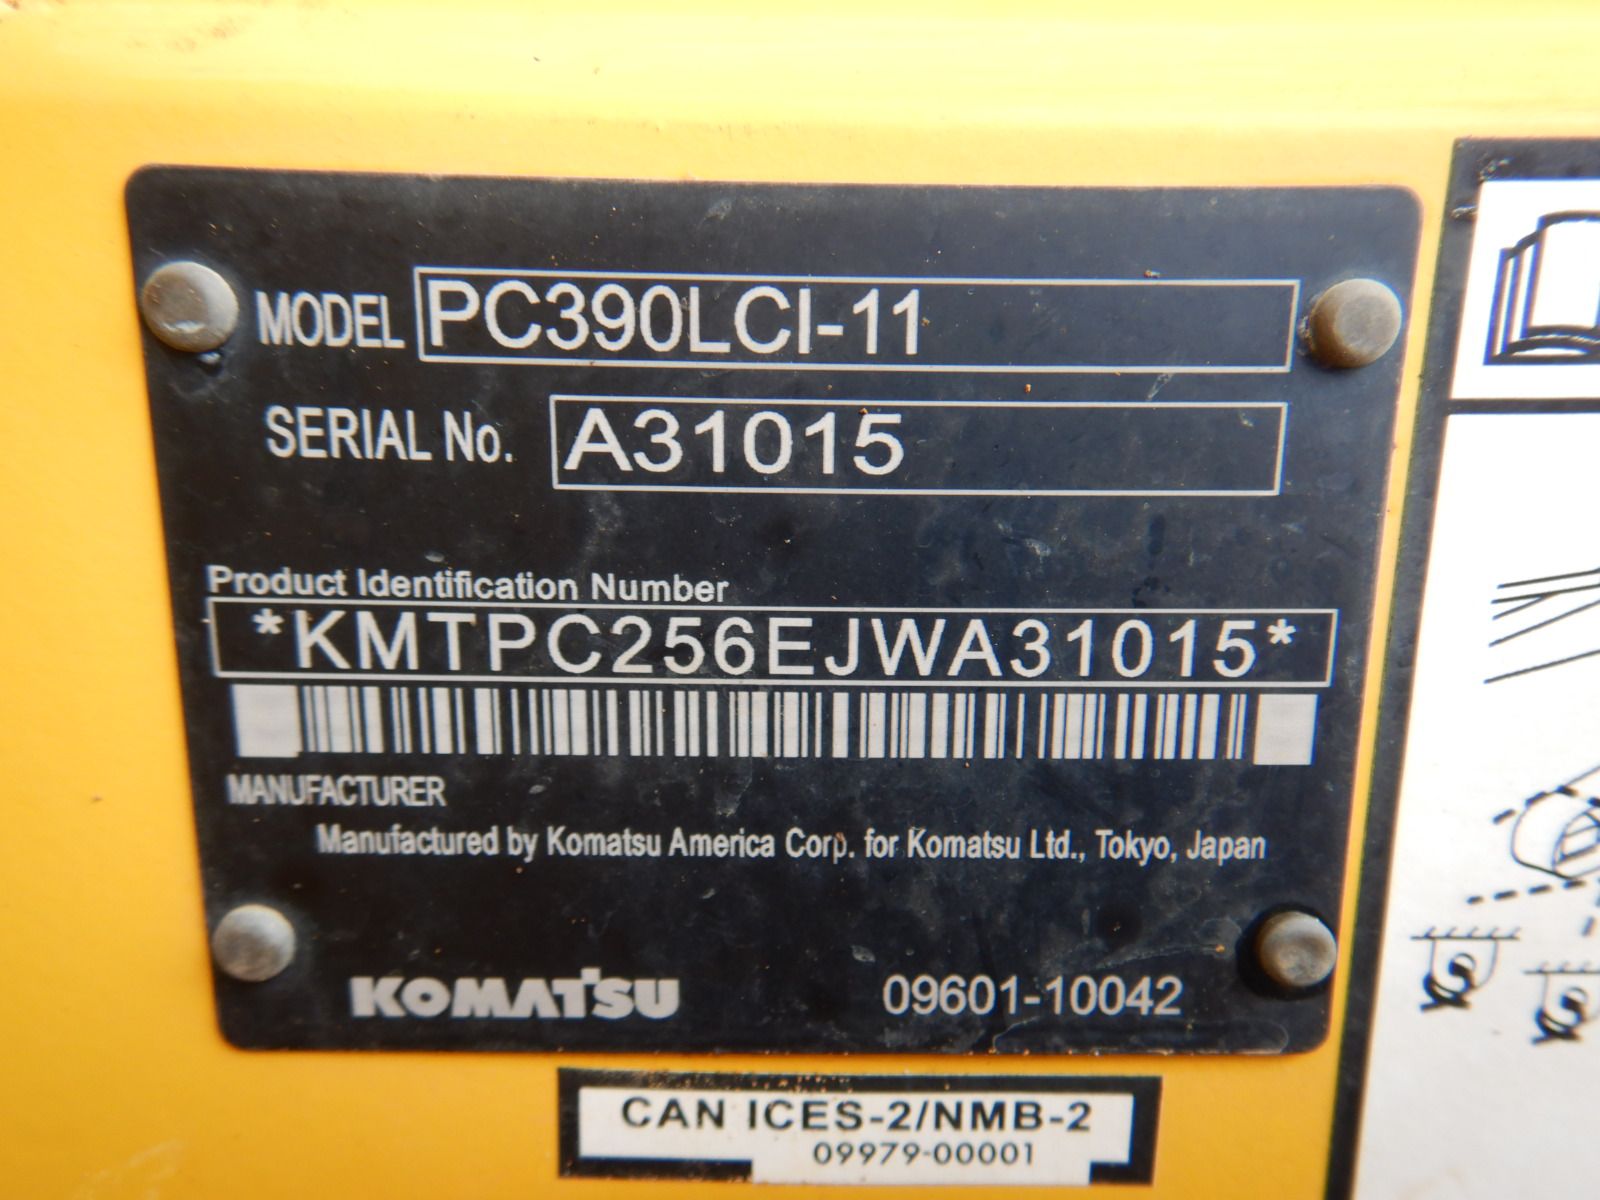 MODEL PC390LCI-11
SERIAL No. A31015
Product Identification Number
*KMTPC256EJWA31015*
MANUFACTURER
Manufactured by Komatsu America Corp. for Komatsu Ltd., Tokyo, Japan
KOMATSU 09601-10042
CAN ICES-2/NMB-2
09979-00001